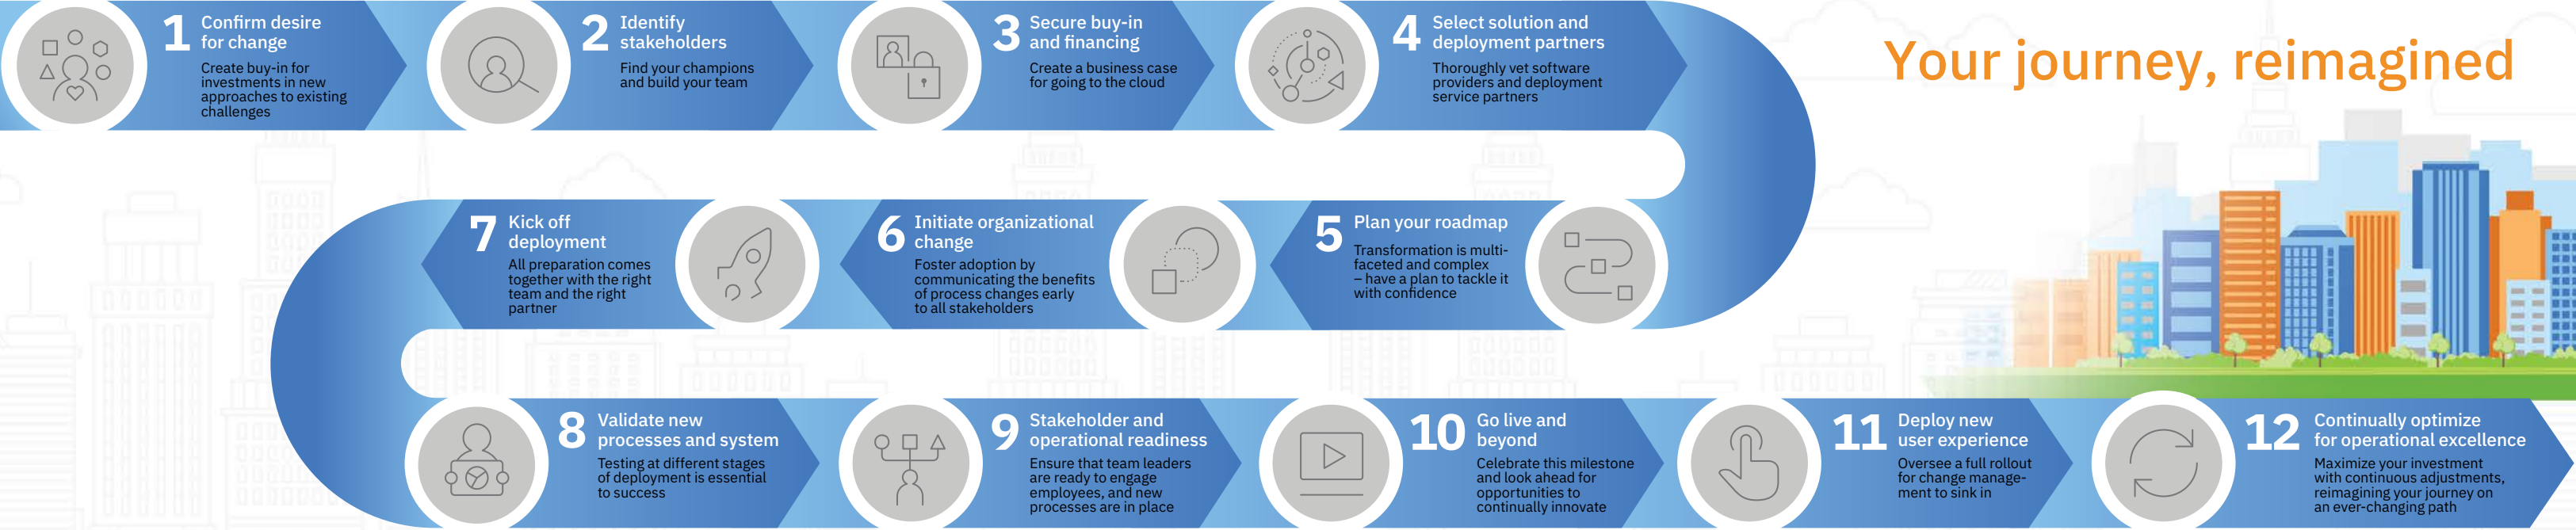 1
Confirm desire
for change
Create buy-in for
investments in new
approaches to existing
challenges
2
Identify
stakeholders
Find your champions
and build your team
3
Secure buy-in
and financing
Create a business case
for going to the cloud
4
Select solution and
deployment partners
Thoroughly vet software
providers and deployment
service partners
Your journey, reimagined
5
Plan your roadmap
Transformation is multi-
faceted and complex
– have a plan to tackle it
with confidence
6
Initiate organizational
change
Foster adoption by
communicating the benefits
of process changes early
to all stakeholders
7
Kick off
deployment
All preparation comes
together with the right
team and the right
partner
8
Validate new
processes and system
Testing at different stages
of deployment is essential
to success
9
Stakeholder and
operational readiness
Ensure that team leaders
are ready to engage
employees, and new
processes are in place
10
Go live and
beyond
Celebrate this milestone
and look ahead for
opportunities to
continually innovate
11
Deploy new
user experience
Oversee a full rollout
for change manage-
ment to sink in
12
Continually optimize
for operational excellence
Maximize your investment
with continuous adjustments,
reimagining your journey on
an ever-changing path